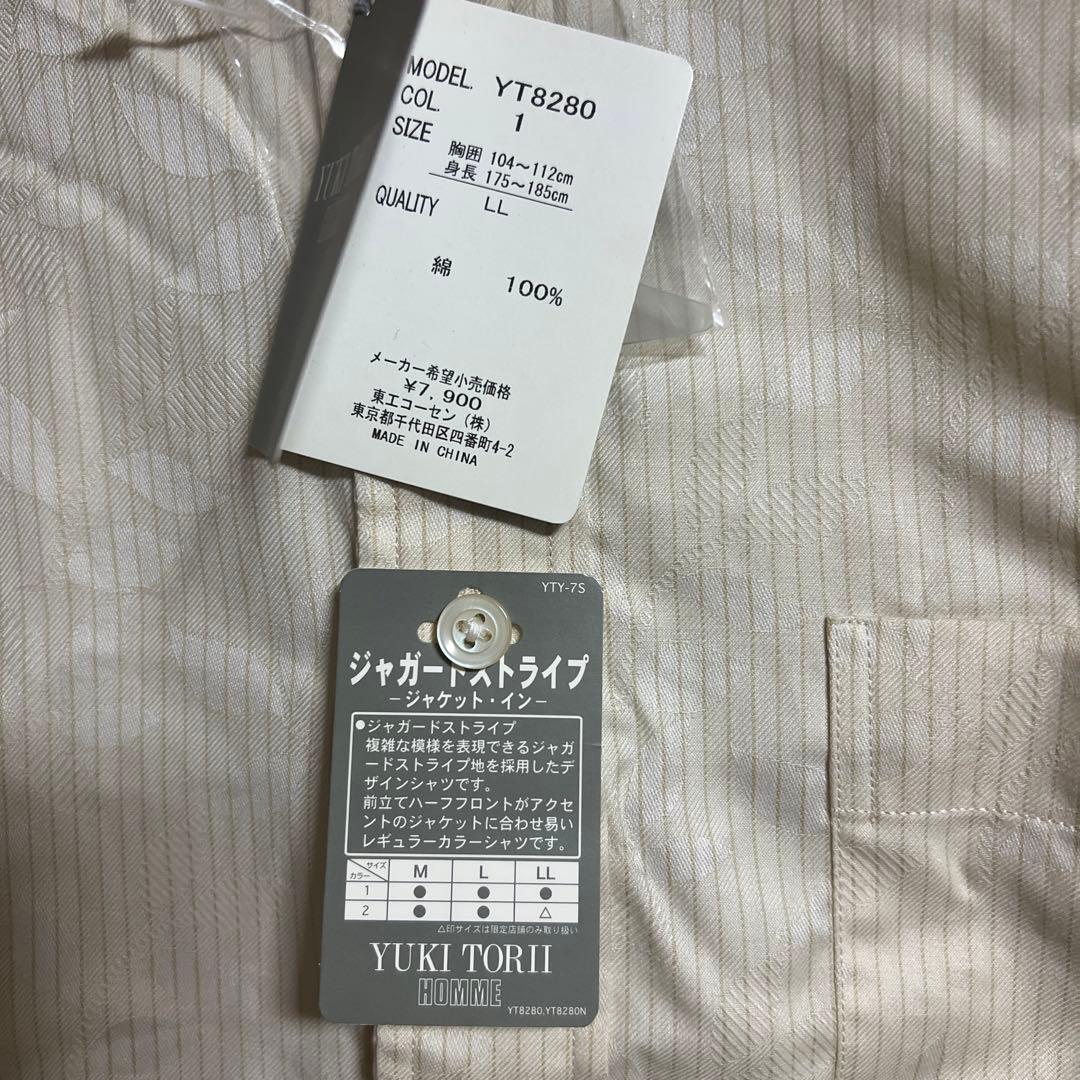 MODEL. YT8280
COL. 1
SIZE
胸囲 104〜112cm
身長 175〜185cm
LL
QUALITY
綿 100%
メーカー希望小売価格
¥7,900
東工コーセン(株)
東京都千代田区四番町4-2
MADE IN CHINA
YUKI
YTY-7S
ジャガードストライプ
−ジャケット・イン−
●ジャガードストライプ
複雑な模様を表現できるジャガ
ードストライプ地を採用したデ
ザインシャツです。
前立てハーフフロントがアクセ
ントのジャケットに合わせ易い
レギュラーカラーシャツです。
サイズ
カラー M L LL
1 ● ● ●
2 ● ● △
△印サイズは限定店舗のみ取り扱い
YUKI TORII
HOMME
YT8280,YT8280N